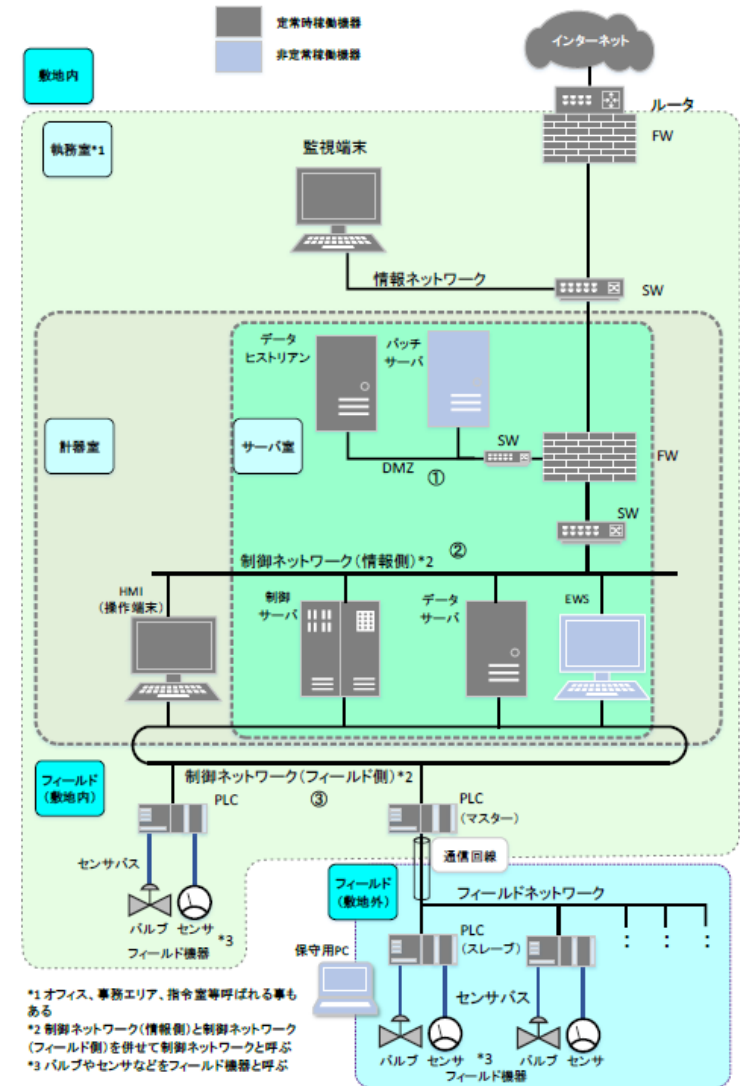 定常時稼働機器
非定常稼働機器
インターネット
敷地内
ルータ
FW
執務室*1
監視端末
情報ネットワーク
SW
データ
ヒストリアン
パッチ
サーバ
計器室
サーバ室
SW
FW
DMZ
①
SW
②
制御ネットワーク(情報側)*2
HMI
(操作端末)
制御
サーバ
データ
サーバ
EWS
フィールド
(敷地内)
制御ネットワーク(フィールド側)*2
③
PLC
PLC
(マスター)
センサバス
通信回線
フィールド
(敷地外)
フィールドネットワーク
バルブ
センサ
*3
フィールド機器
保守用PC
PLC
(スレーブ)
:
:
:
センサバス
バルブ
センサ
*3
バルブ
センサ
フィールド機器
*1 オフィス、事務エリア、指令室等呼ばれる事も
ある
*2 制御ネットワーク(情報側)と制御ネットワーク
(フィールド側)を併せて制御ネットワークと呼ぶ
*3 バルブやセンサなどをフィールド機器と呼ぶ